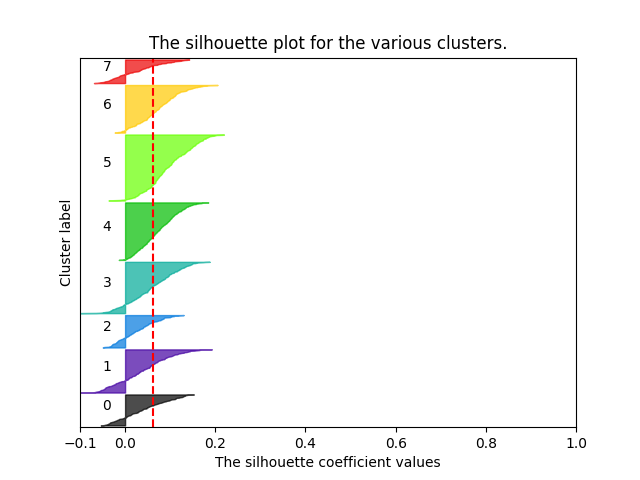 The silhouette plot for the various clusters.
7
6
5
4
3
2
1
0
Cluster label
−0.1 0.0 0.2 0.4 0.6 0.8 1.0
The silhouette coefficient values